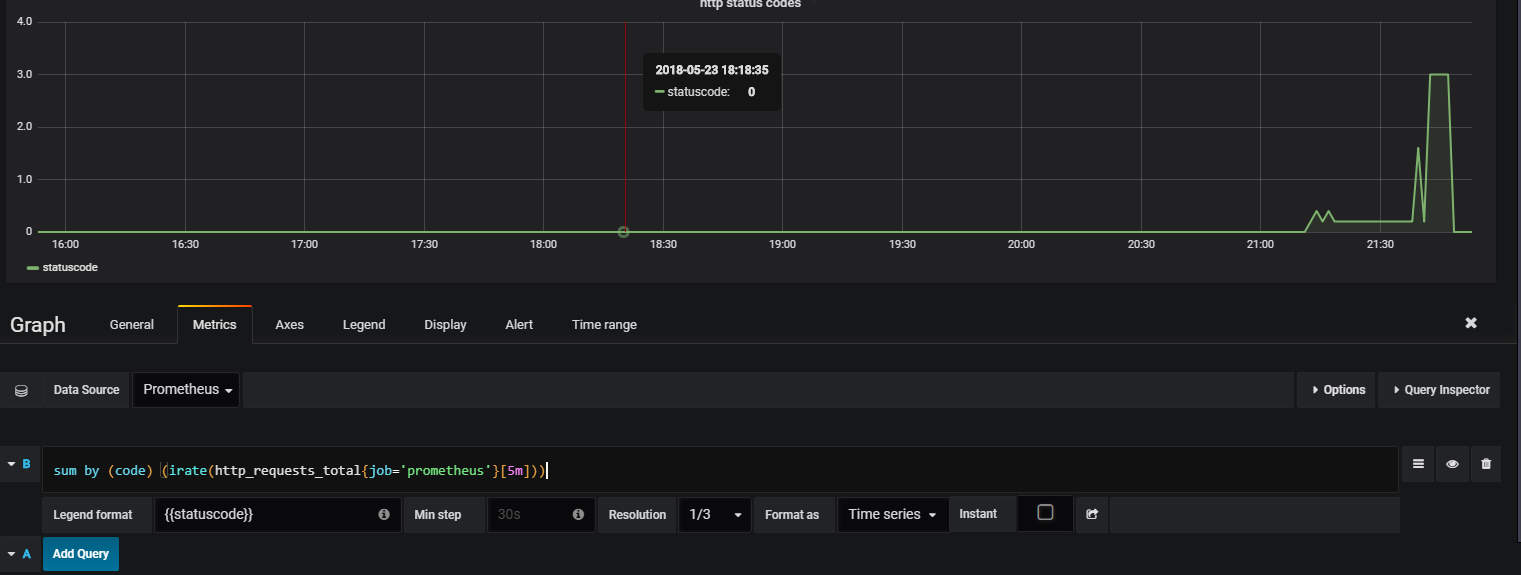 http status codes
4.0
3.0
2.0
1.0
0
2018-05-23 18:18:35
statuscode: 0
16:00 16:30 17:00 17:30 18:00 18:30 19:00 19:30 20:00 20:30 21:00 21:30
statuscode
Graph General Metrics Axes Legend Display Alert Time range
Data Source Prometheus Options Query Inspector
B sum by (code) (irate(http_requests_total{job='prometheus'}[5m]))
Legend format {{statuscode}} Min step 30s Resolution 1/3 Format as Time series Instant
A Add Query